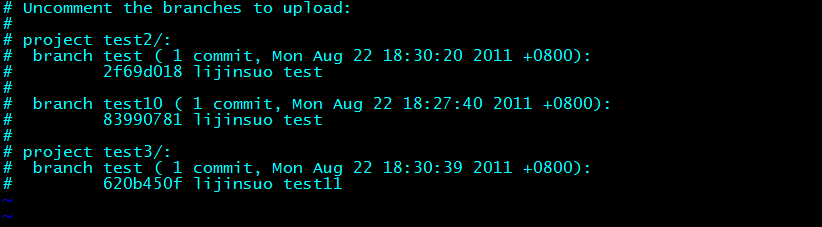 # Uncomment the branches to upload:
#
# project test2/:
#  branch test ( 1 commit, Mon Aug 22 18:30:20 2011 +0800):
#         2f69d018 lijinsuo test
#
#  branch test10 ( 1 commit, Mon Aug 22 18:27:40 2011 +0800):
#         83990781 lijinsuo test
#
# project test3/:
#  branch test ( 1 commit, Mon Aug 22 18:30:39 2011 +0800):
#         620b450f lijinsuo test11
~
~